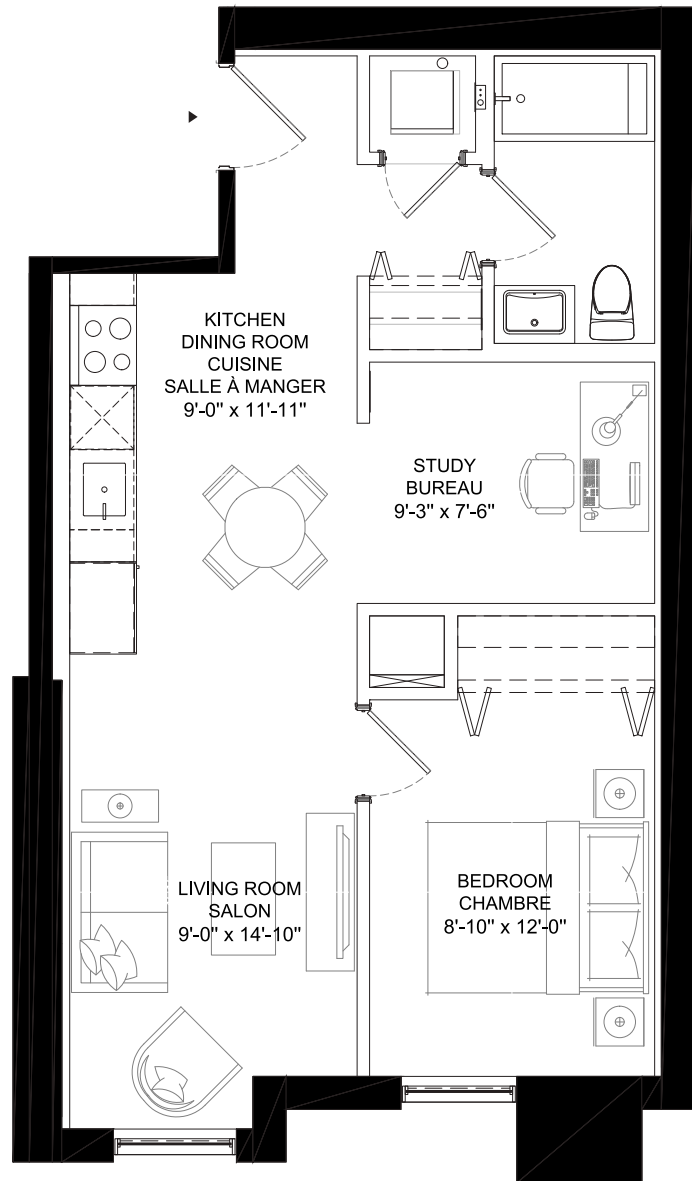 KITCHEN
DINING ROOM
CUISINE
SALLE À MANGER
9'-0" x 11'-11"
STUDY
BUREAU
9'-3" x 7'-6"
LIVING ROOM
SALON
9'-0" x 14'-10"
BEDROOM
CHAMBRE
8'-10" x 12'-0"